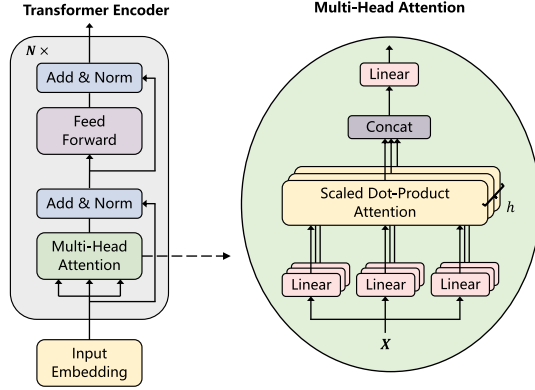 Transformer Encoder
N ×
Add & Norm
Feed
Forward
Add & Norm
Multi-Head
Attention
Input
Embedding
Multi-Head Attention
Linear
Concat
Scaled Dot-Product
Attention
h
Linear
Linear
Linear
X